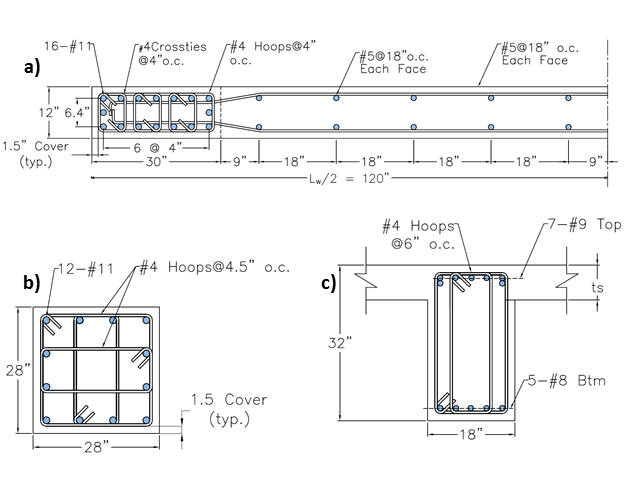 a)
16-#11
#4Crossties
@4"o.c.
#4 Hoops@4"
o.c.
#5@18"o.c.
Each Face
#5@18" o.c.
Each Face
12"
6.4"
1.5" Cover
(typ.)
6 @ 4"
30"
9"
18"
18"
18"
18"
9"
Lw/2 = 120"
b)
12-#11
#4 Hoops@4.5" o.c.
28"
1.5 Cover
(typ.)
28"
c)
#4 Hoops
@6" o.c.
7-#9 Top
ts
32"
5-#8 Btm
18"